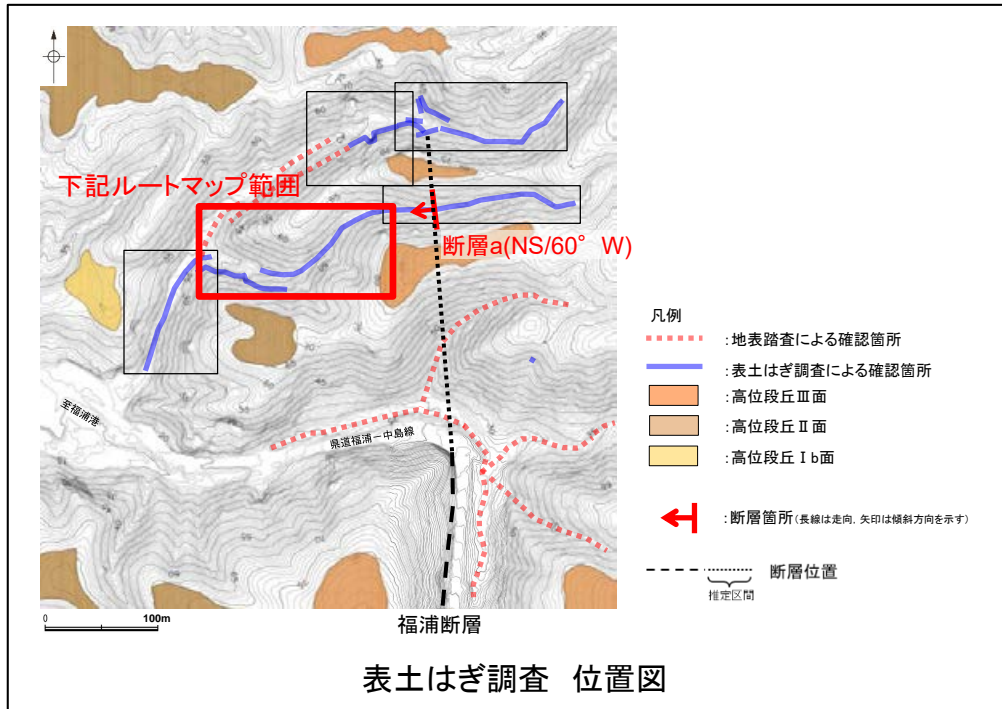 下記ルートマップ範囲
断層a(NS/60°W)
至福浦港
県道福浦－中島線
0 100m
福浦断層
凡例
:地表踏査による確認箇所
:表土はぎ調査による確認箇所
:高位段丘Ⅲ面
:高位段丘Ⅱ面
:高位段丘Ⅰb面
:断層箇所(長線は走向，矢印は傾斜方向を示す)
断層位置
推定区間
表土はぎ調査 位置図